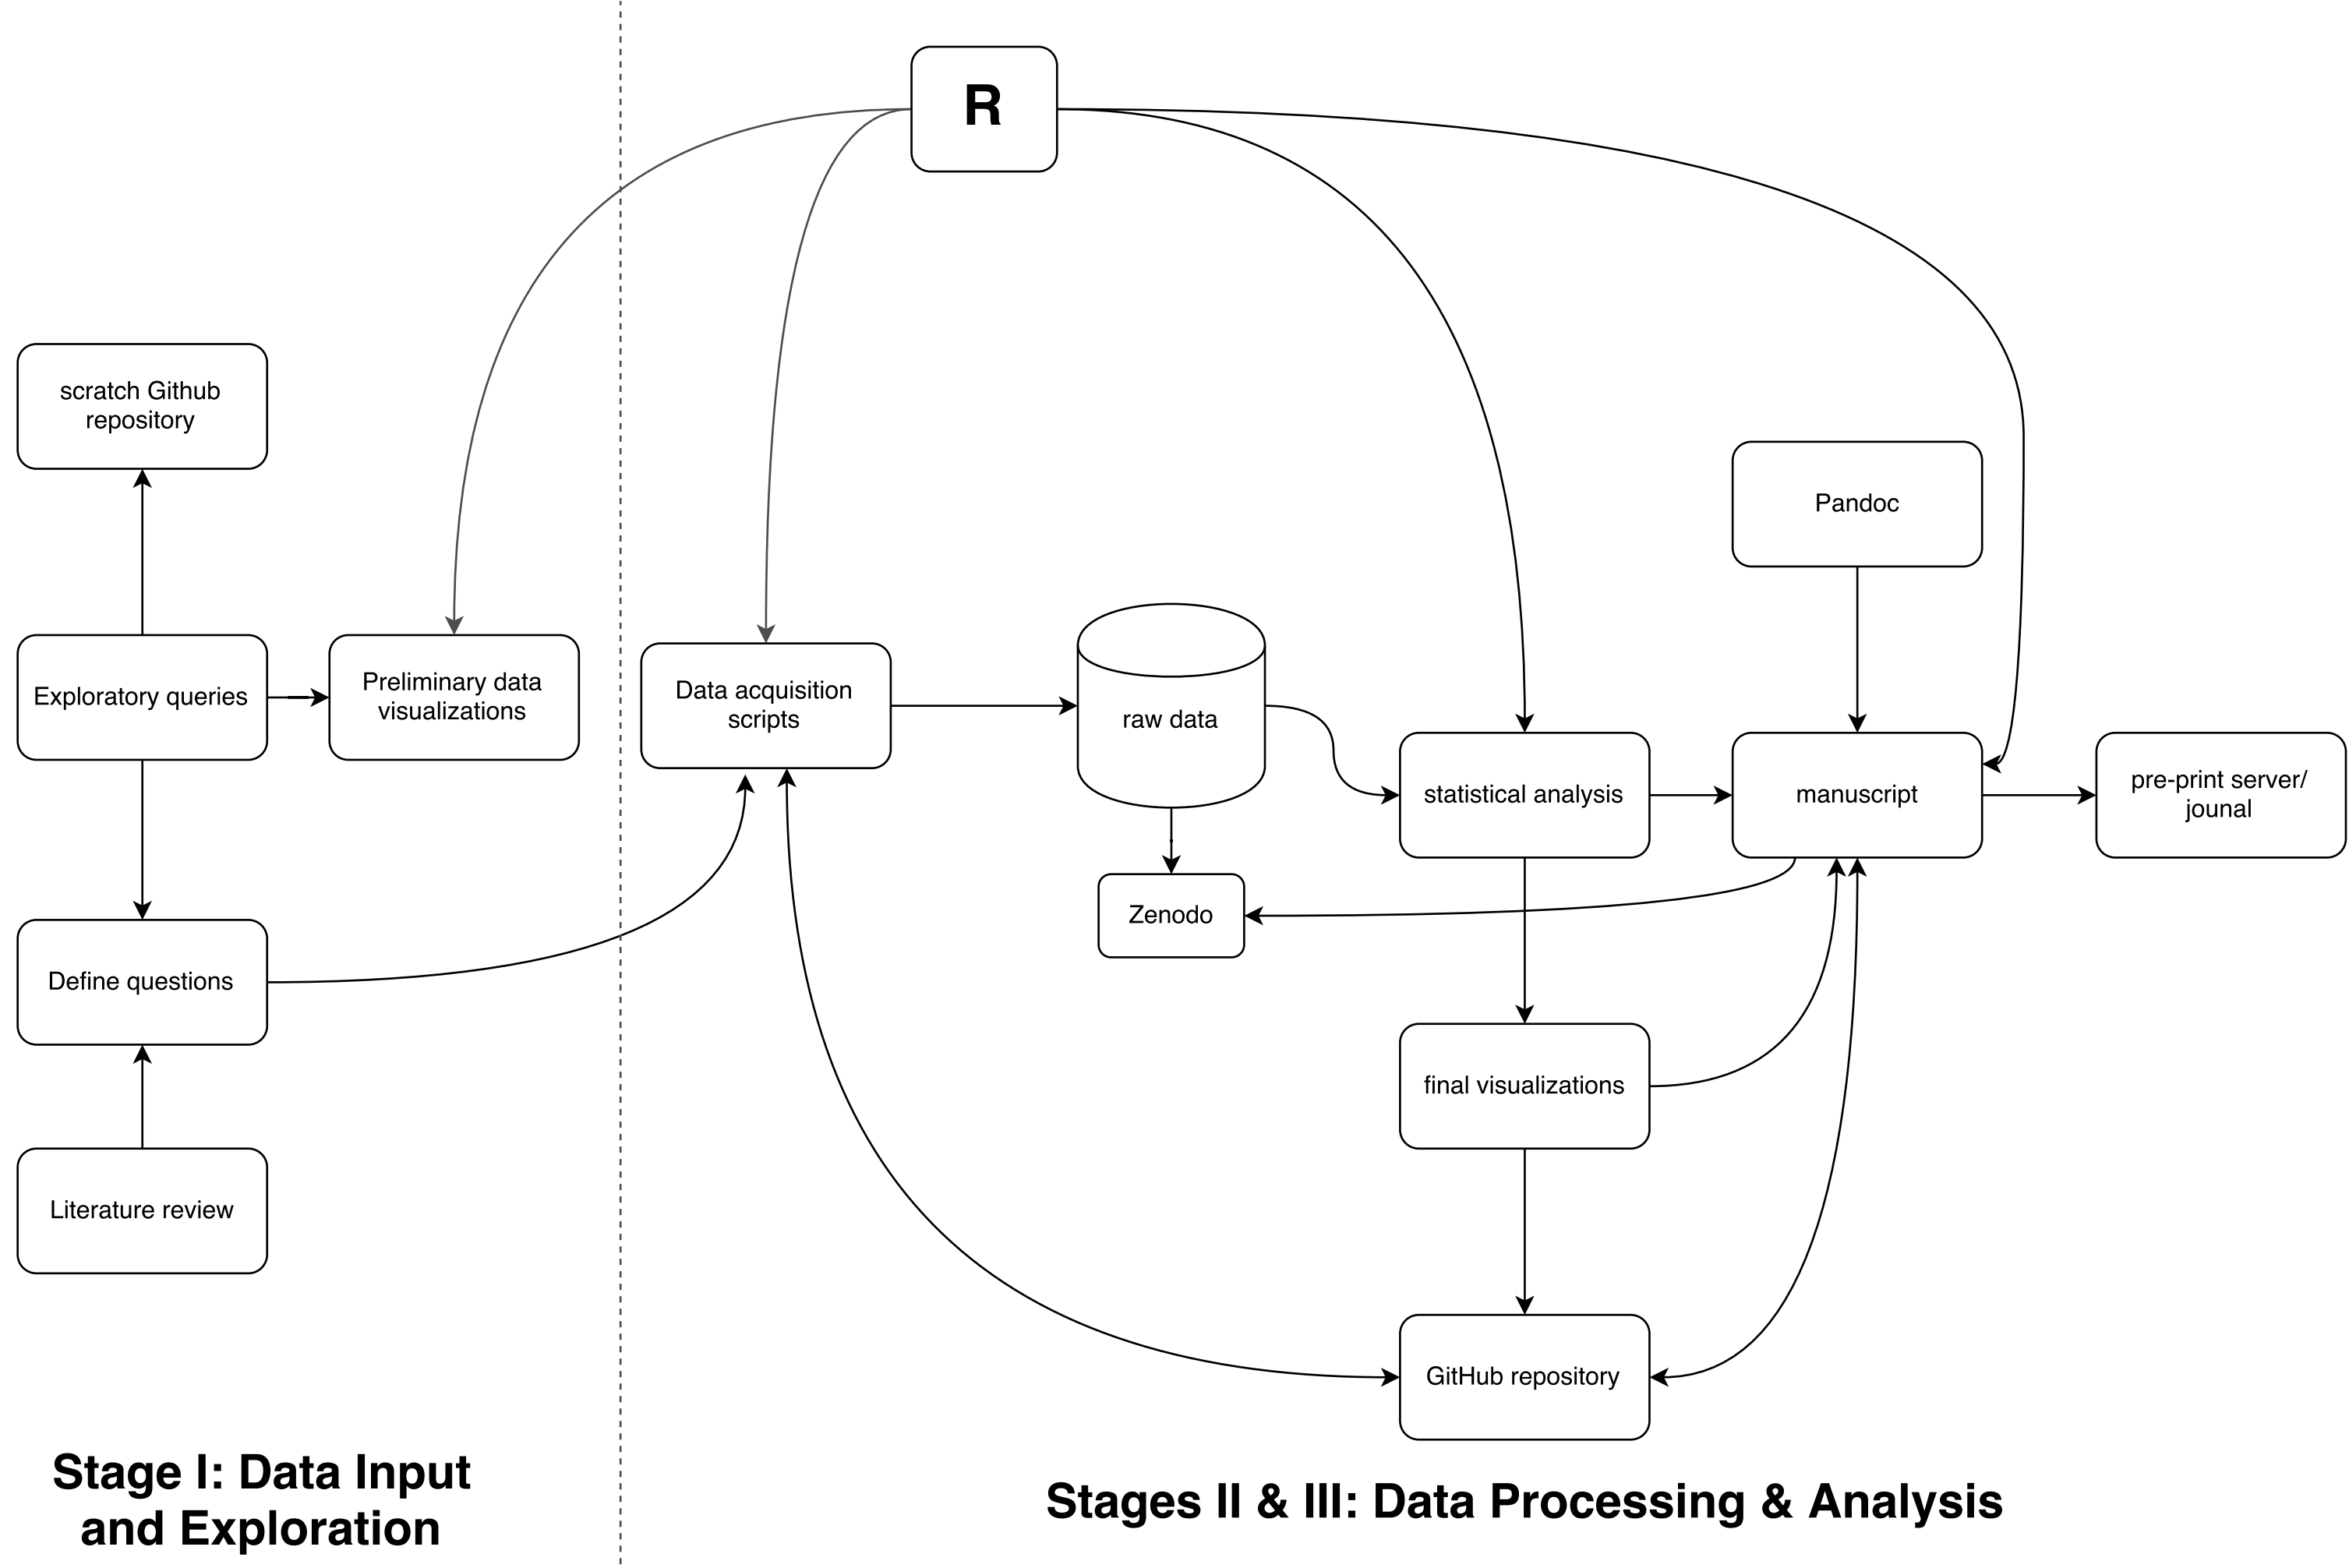 R
scratch Github
repository
Pandoc
Exploratory queries
Preliminary data
visualizations
Data acquisition
scripts
raw data
statistical analysis
manuscript
pre-print server/
jounal
Zenodo
Define questions
final visualizations
Literature review
GitHub repository
Stage I: Data Input
and Exploration
Stages II & III: Data Processing & Analysis